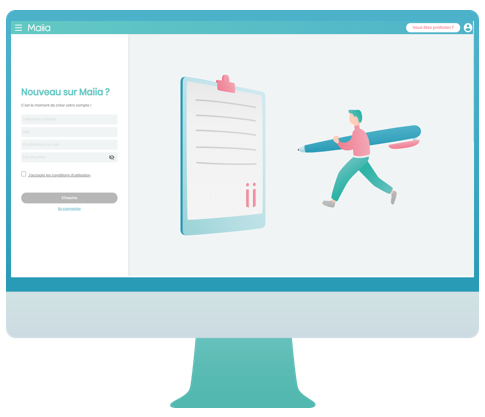 Maiia
Vous êtes praticien ?
Nouveau sur Maiia ?
C'est le moment de créer votre compte !
J'accepte les conditions d'utilisation
S'inscrire
Se connecter